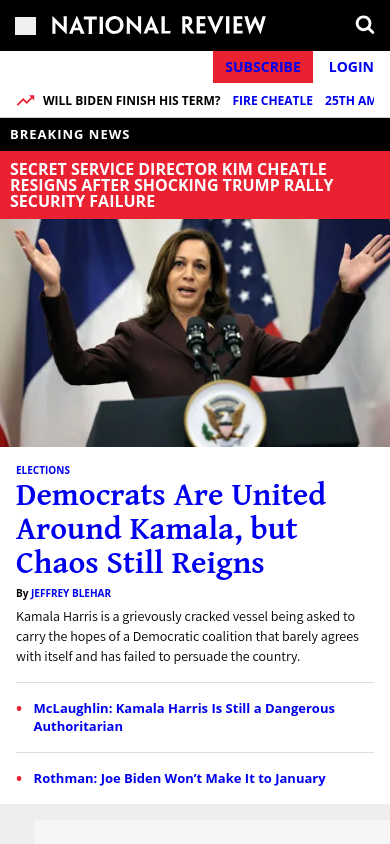 NATIONAL REVIEW
SUBSCRIBE
LOGIN
WILL BIDEN FINISH HIS TERM? FIRE CHEATLE 25TH AM
BREAKING NEWS
SECRET SERVICE DIRECTOR KIM CHEATLE
RESIGNS AFTER SHOCKING TRUMP RALLY
SECURITY FAILURE
ELECTIONS
Democrats Are United
Around Kamala, but
Chaos Still Reigns
By JEFFREY BLEHAR
Kamala Harris is a grievously cracked vessel being asked to
carry the hopes of a Democratic coalition that barely agrees
with itself and has failed to persuade the country.
McLaughlin: Kamala Harris Is Still a Dangerous
Authoritarian
Rothman: Joe Biden Won’t Make It to January